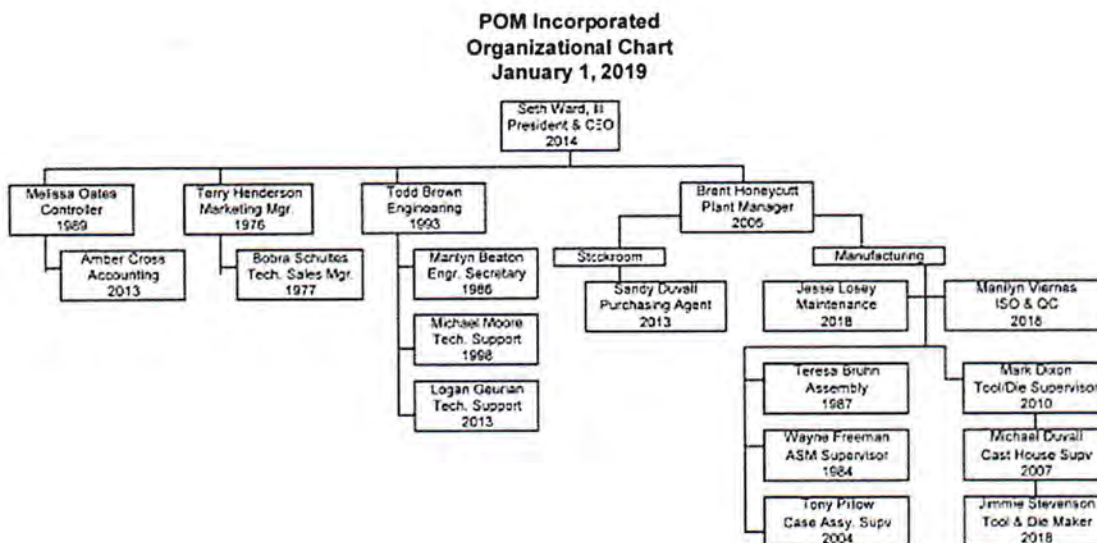 POM Incorporated
Organizational Chart
January 1, 2019
Seth Ward, III
President & CEO
2014
Melissa Oates
Controller
1989
Terry Henderson
Marketing Mgr.
1976
Todd Brown
Engineering
1993
Brent Honeycutt
Plant Manager
2005
Amber Cross
Accounting
2013
Bobra Schultes
Tech. Sales Mgr.
1977
Marilyn Beaton
Engr. Secretary
1986
Michael Moore
Tech. Support
1998
Logan Geurian
Tech. Support
2013
Stockroom
Sandy Duvall
Purchasing Agent
2013
Manufacturing
Jesse Losey
Maintenance
2018
Marilyn Viernes
ISO & QC
2018
Teresa Bruhn
Assembly
1987
Mark Dixon
Tool/Die Supervisor
2010
Wayne Freeman
ASM Supervisor
1984
Michael Duvall
Cast House Supv
2007
Tony Pillow
Case Assy. Supv
2004
Jimmie Stevenson
Tool & Die Maker
2018